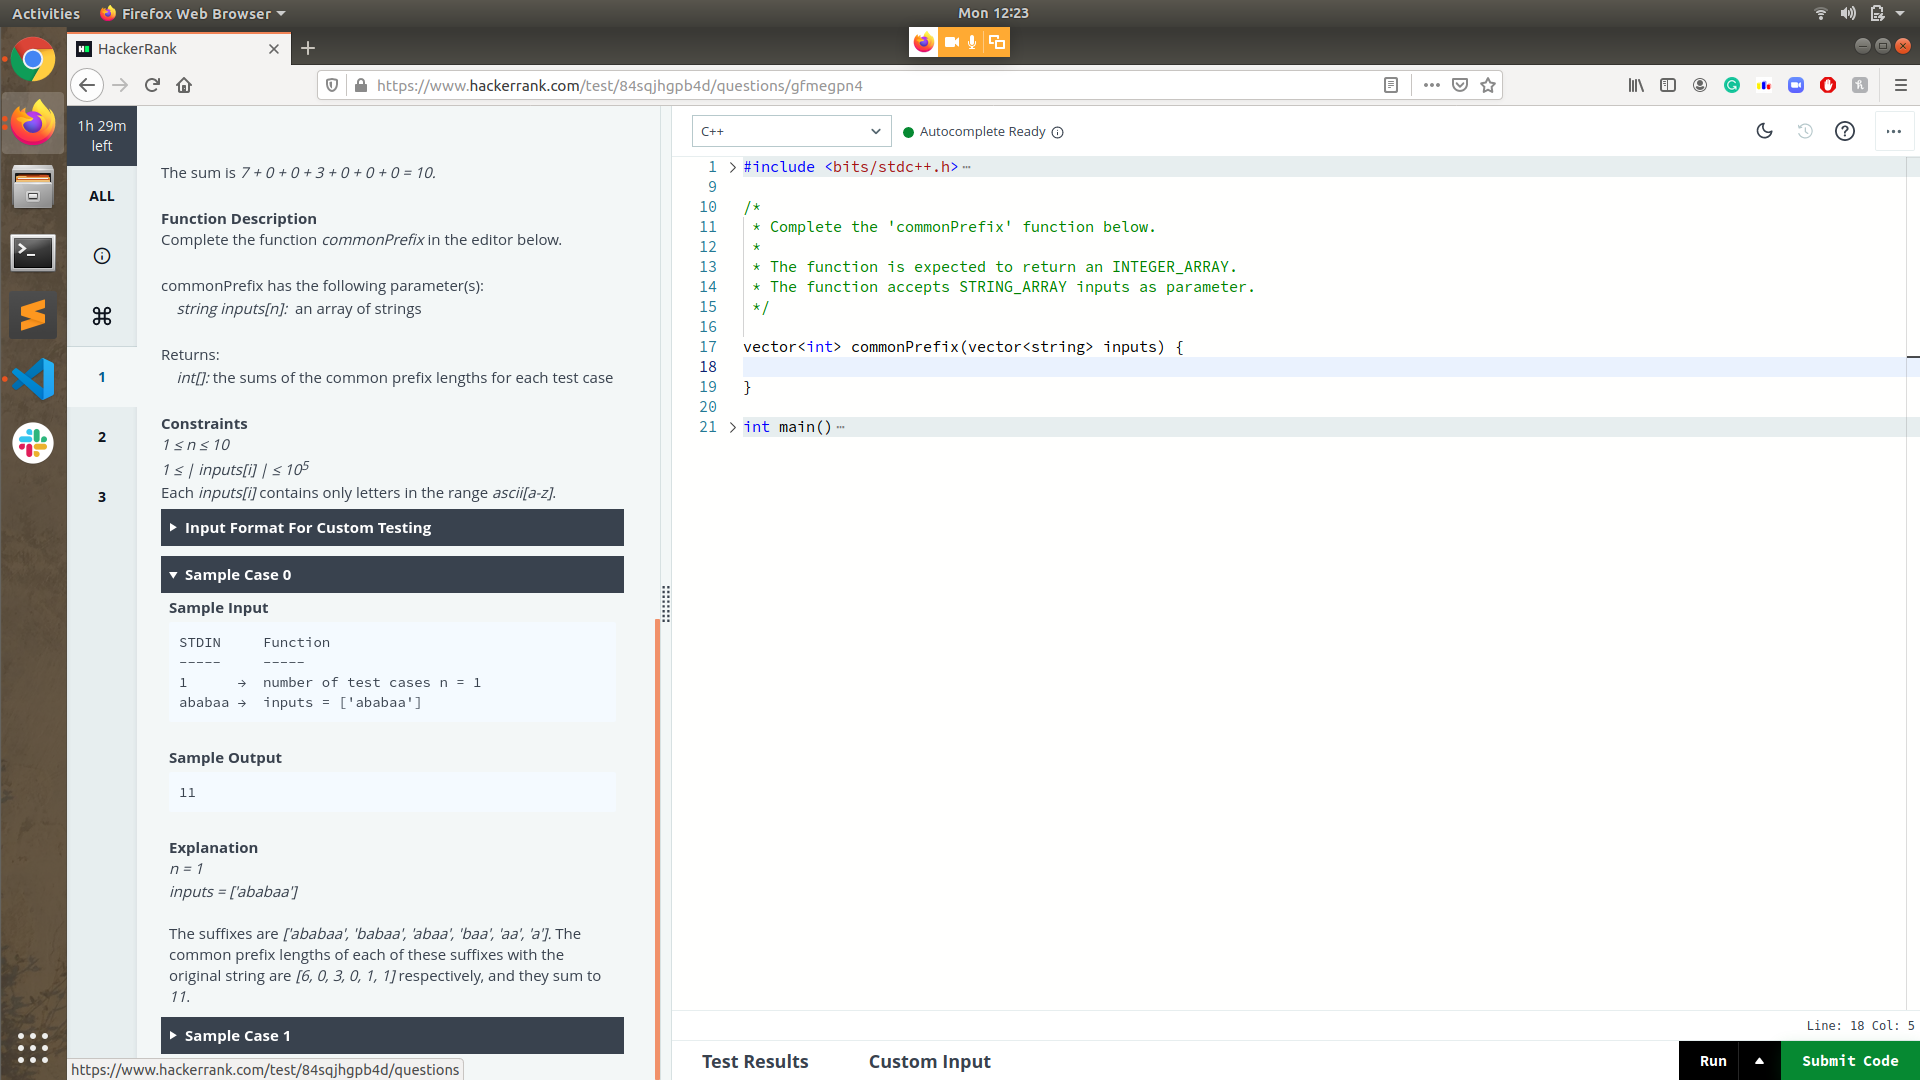 Activities
Firefox Web Browser
Mon 12:23
HackerRank
https://www.hackerrank.com/test/84sqjhgpb4d/questions/gfmegpn4
1h 29m
left
ALL
1
2
3
The sum is 7 + 0 + 0 + 3 + 0 + 0 + 0 = 10.
Function Description
Complete the function commonPrefix in the editor below.
commonPrefix has the following parameter(s):
string inputs[n]: an array of strings
Returns:
int[]: the sums of the common prefix lengths for each test case
Constraints
1 ≤ n ≤ 10
1 ≤ | inputs[i] | ≤ 10⁵
Each inputs[i] contains only letters in the range ascii[a-z].
Input Format For Custom Testing
Sample Case 0
Sample Input
STDIN Function
----- -----
1 → number of test cases n = 1
ababaa → inputs = ['ababaa']
Sample Output
11
Explanation
n = 1
inputs = ['ababaa']
The suffixes are ['ababaa', 'babaa', 'abaa', 'baa', 'aa', 'a']. The
common prefix lengths of each of these suffixes with the
original string are [6, 0, 3, 0, 1, 1] respectively, and they sum to
11.
Sample Case 1
https://www.hackerrank.com/test/84sqjhgpb4d/questions
C++
Autocomplete Ready
1 #include <bits/stdc++.h>⋯
9
10 /*
11 * Complete the 'commonPrefix' function below.
12 *
13 * The function is expected to return an INTEGER_ARRAY.
14 * The function accepts STRING_ARRAY inputs as parameter.
15 */
16
17 vector<int> commonPrefix(vector<string> inputs) {
18
19 }
20
21 int main()⋯
Line: 18 Col: 5
Test Results
Custom Input
Run
Submit Code